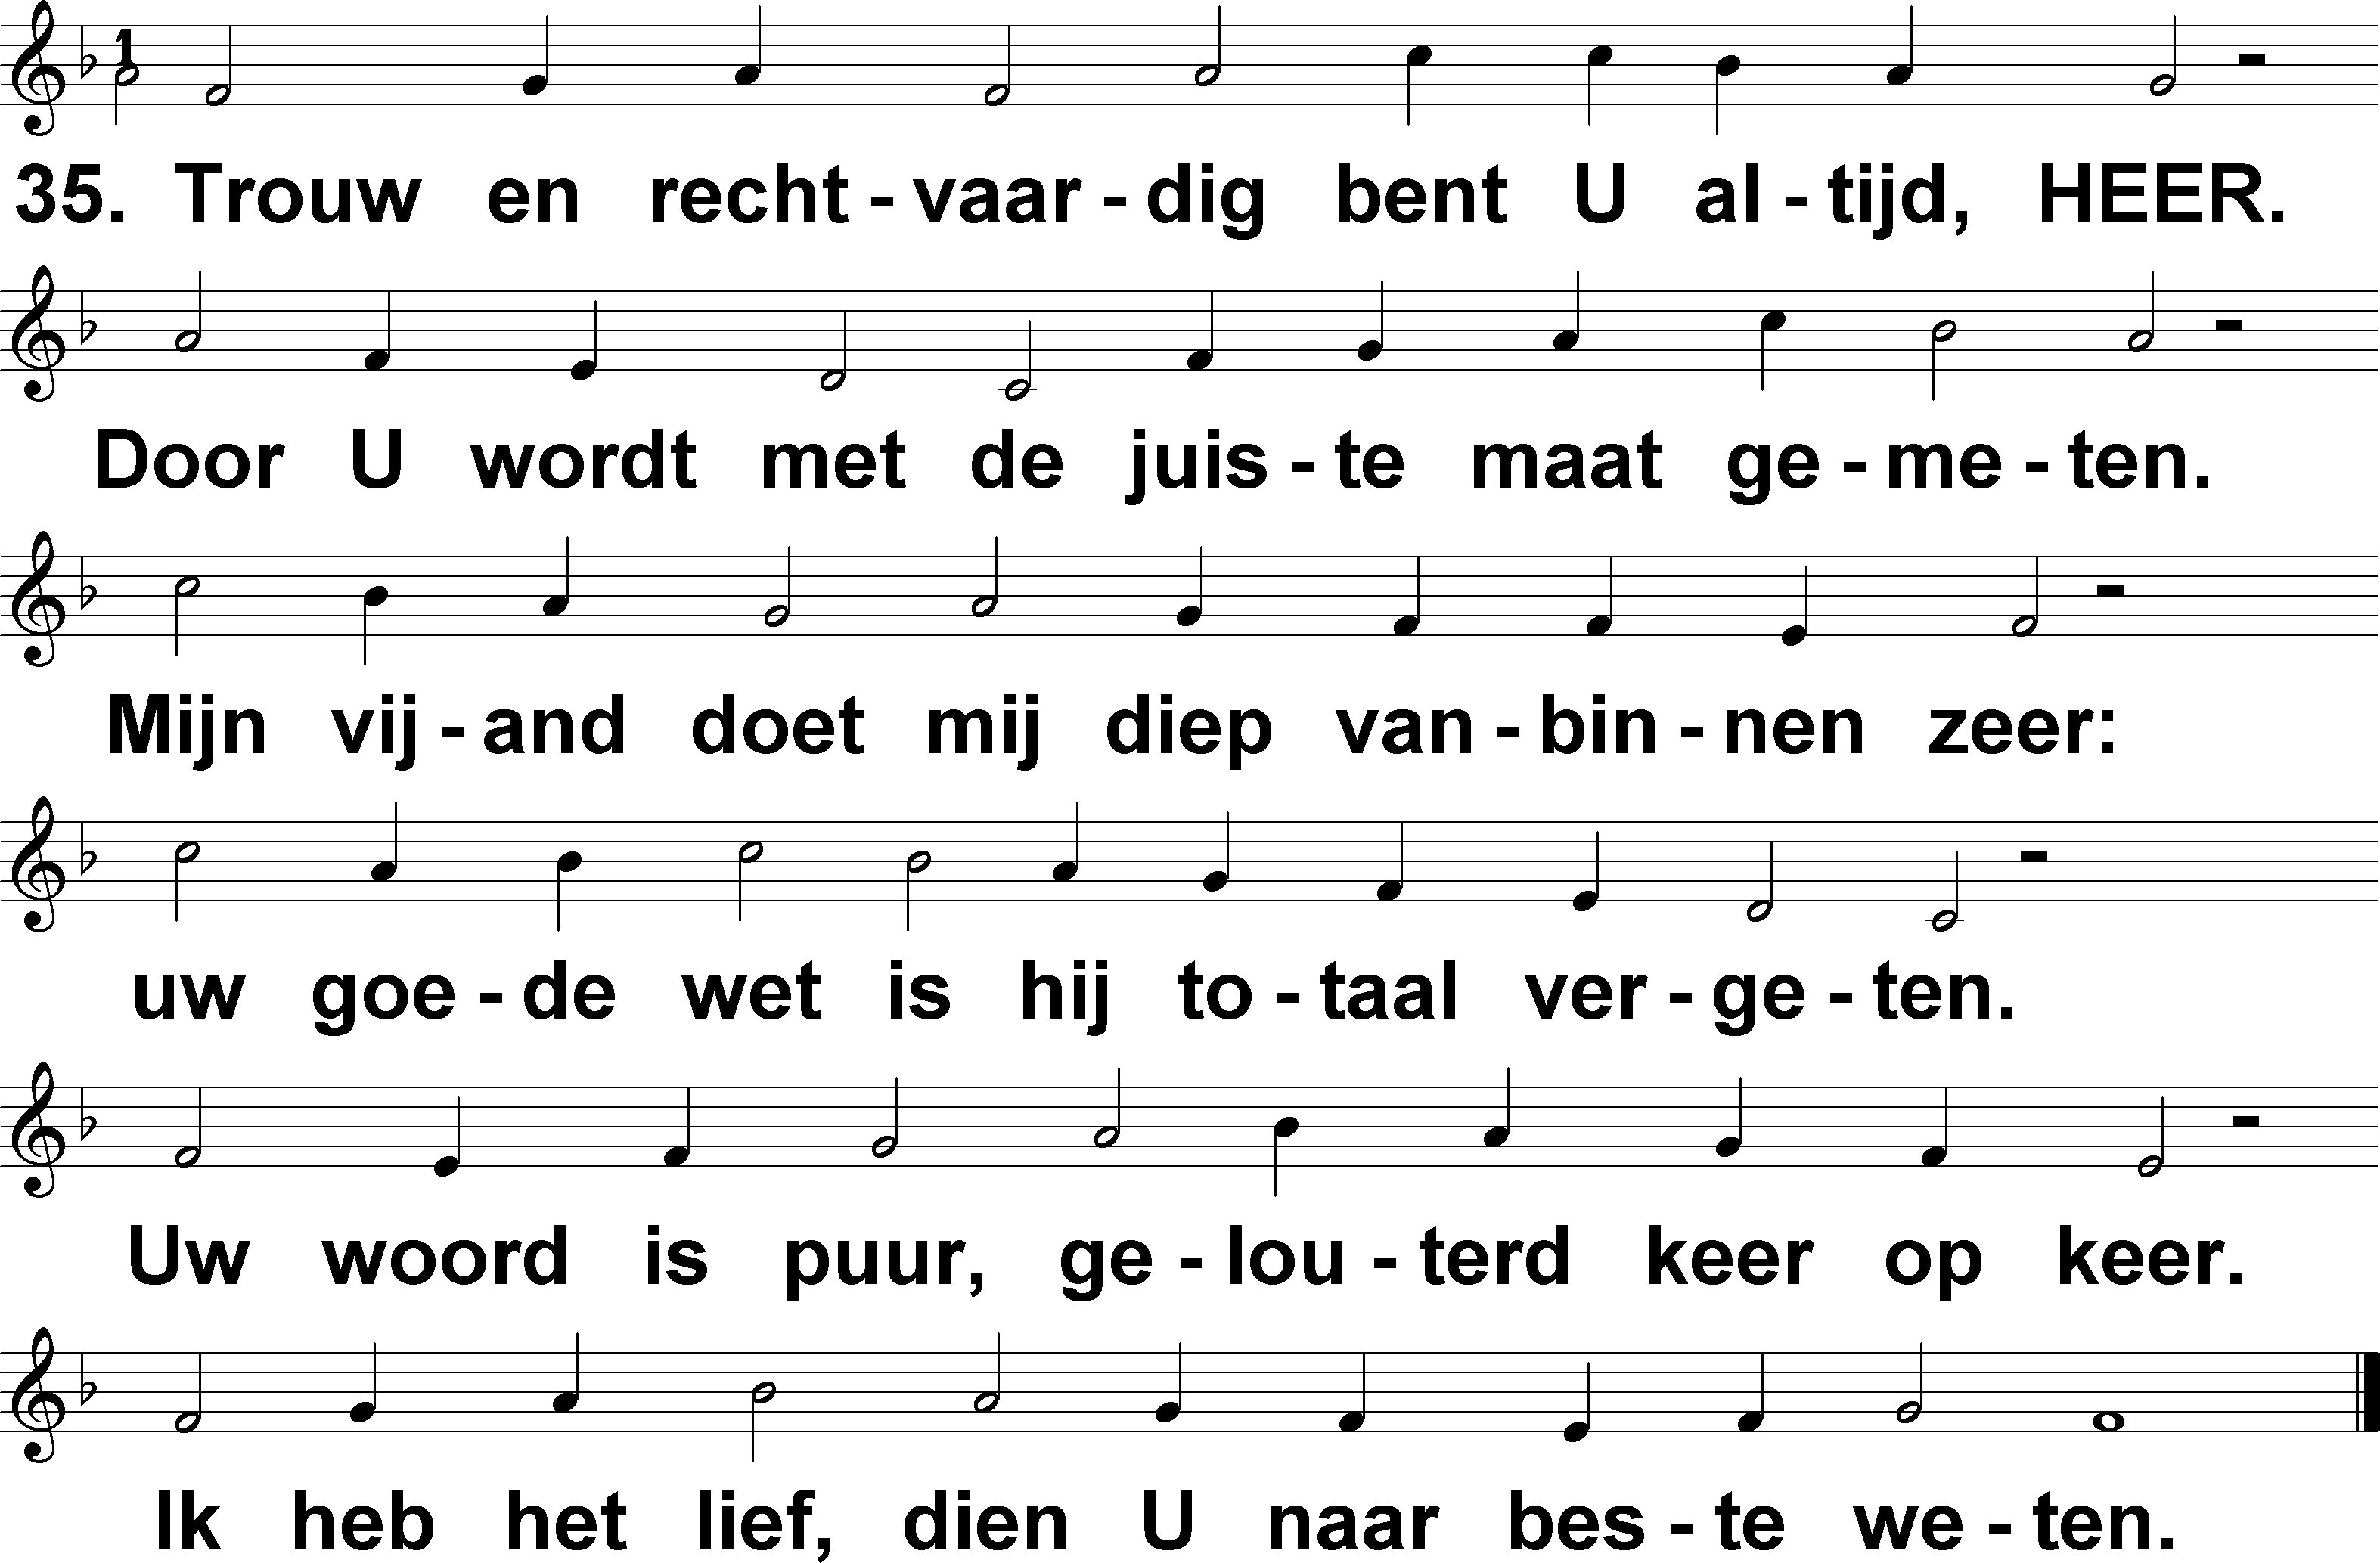 35. Trouw en recht - vaar - dig bent U al - tijd, HEER.
Door U wordt met de juis - te maat ge - me - ten.
Mijn vij - and doet mij diep van - bin - nen zeer:
uw goe - de wet is hij to - taal ver - ge - ten.
Uw woord is puur, ge - lou - terd keer op keer.
Ik heb het lief, dien U naar bes - te we - ten.